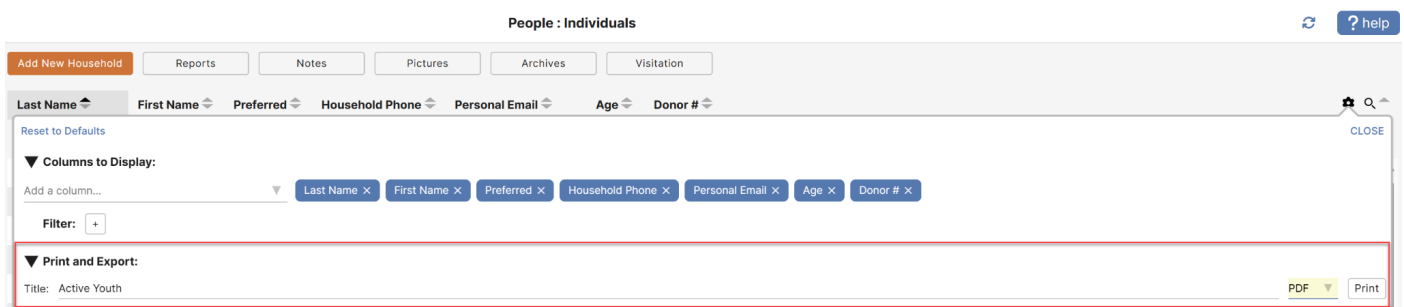 People : Individuals
? help
Add New Household Reports Notes Pictures Archives Visitation
Last Name First Name Preferred Household Phone Personal Email Age Donor #
Reset to Defaults CLOSE
Columns to Display:
Add a column... Last Name × First Name × Preferred × Household Phone × Personal Email × Age × Donor # ×
Filter: +
Print and Export:
Title: Active Youth PDF Print